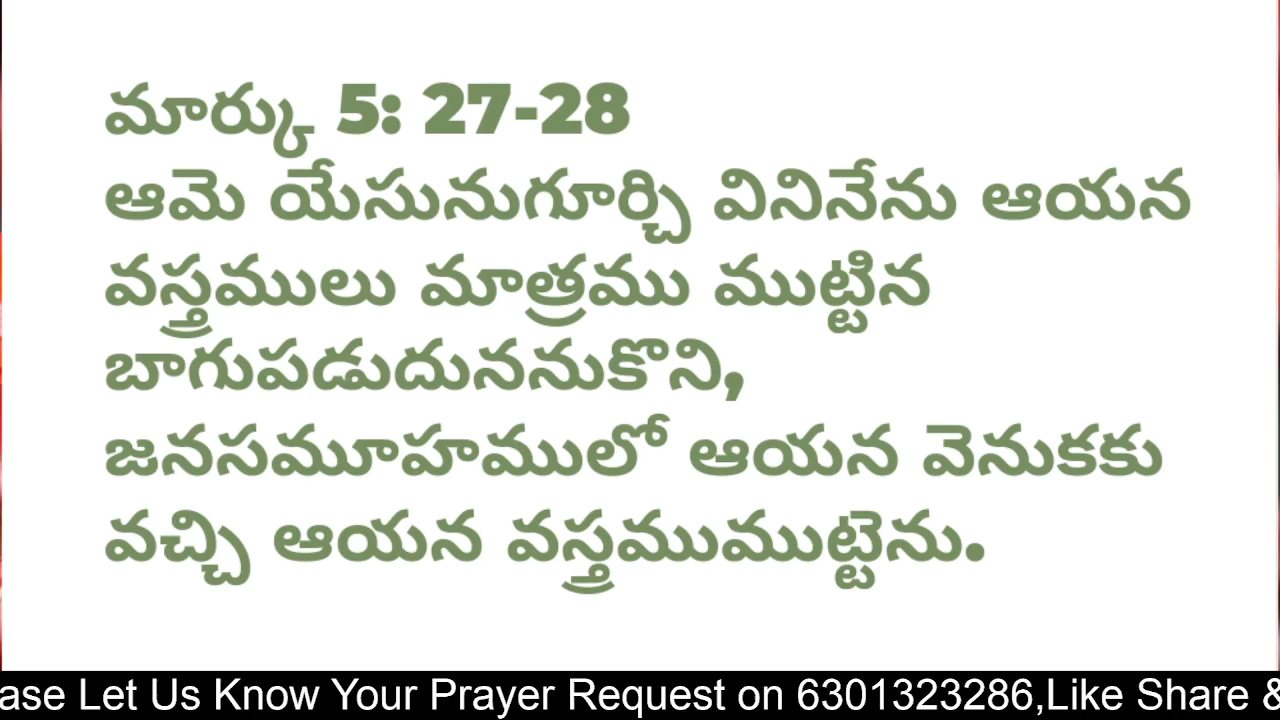 మార్కు 5: 27-28
ఆమె యేసునుగూర్చి వినినేను ఆయన
వస్త్రములు మాత్రము ముట్టిన
బాగుపడుదుననుకొని,
జనసమూహములో ఆయన వెనుకకు
వచ్చి ఆయన వస్త్రముముట్టెను.
ase Let Us Know Your Prayer Request on 6301323286,Like Share &